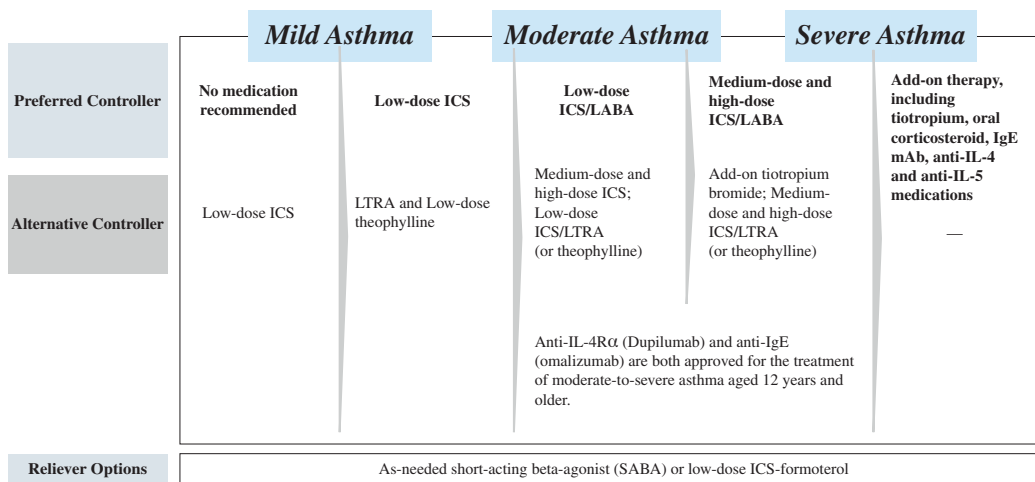 Mild Asthma
Moderate Asthma
Severe Asthma
Preferred Controller
No medication
recommended
Low-dose ICS
Low-dose
ICS/LABA
Medium-dose and
high-dose
ICS/LABA
Add-on therapy,
including
tiotropium, oral
corticosteroid, IgE
mAb, anti-IL-4
and anti-IL-5
medications
Alternative Controller
Low-dose ICS
LTRA and Low-dose
theophylline
Medium-dose and
high-dose ICS;
Low-dose
ICS/LTRA
(or theophylline)
Add-on tiotropium
bromide; Medium-
dose and high-dose
ICS/LTRA
(or theophylline)
—
Anti-IL-4Rα (Dupilumab) and anti-IgE
(omalizumab) are both approved for the treatment
of moderate-to-severe asthma aged 12 years and
older.
Reliever Options
As-needed short-acting beta-agonist (SABA) or low-dose ICS-formoterol